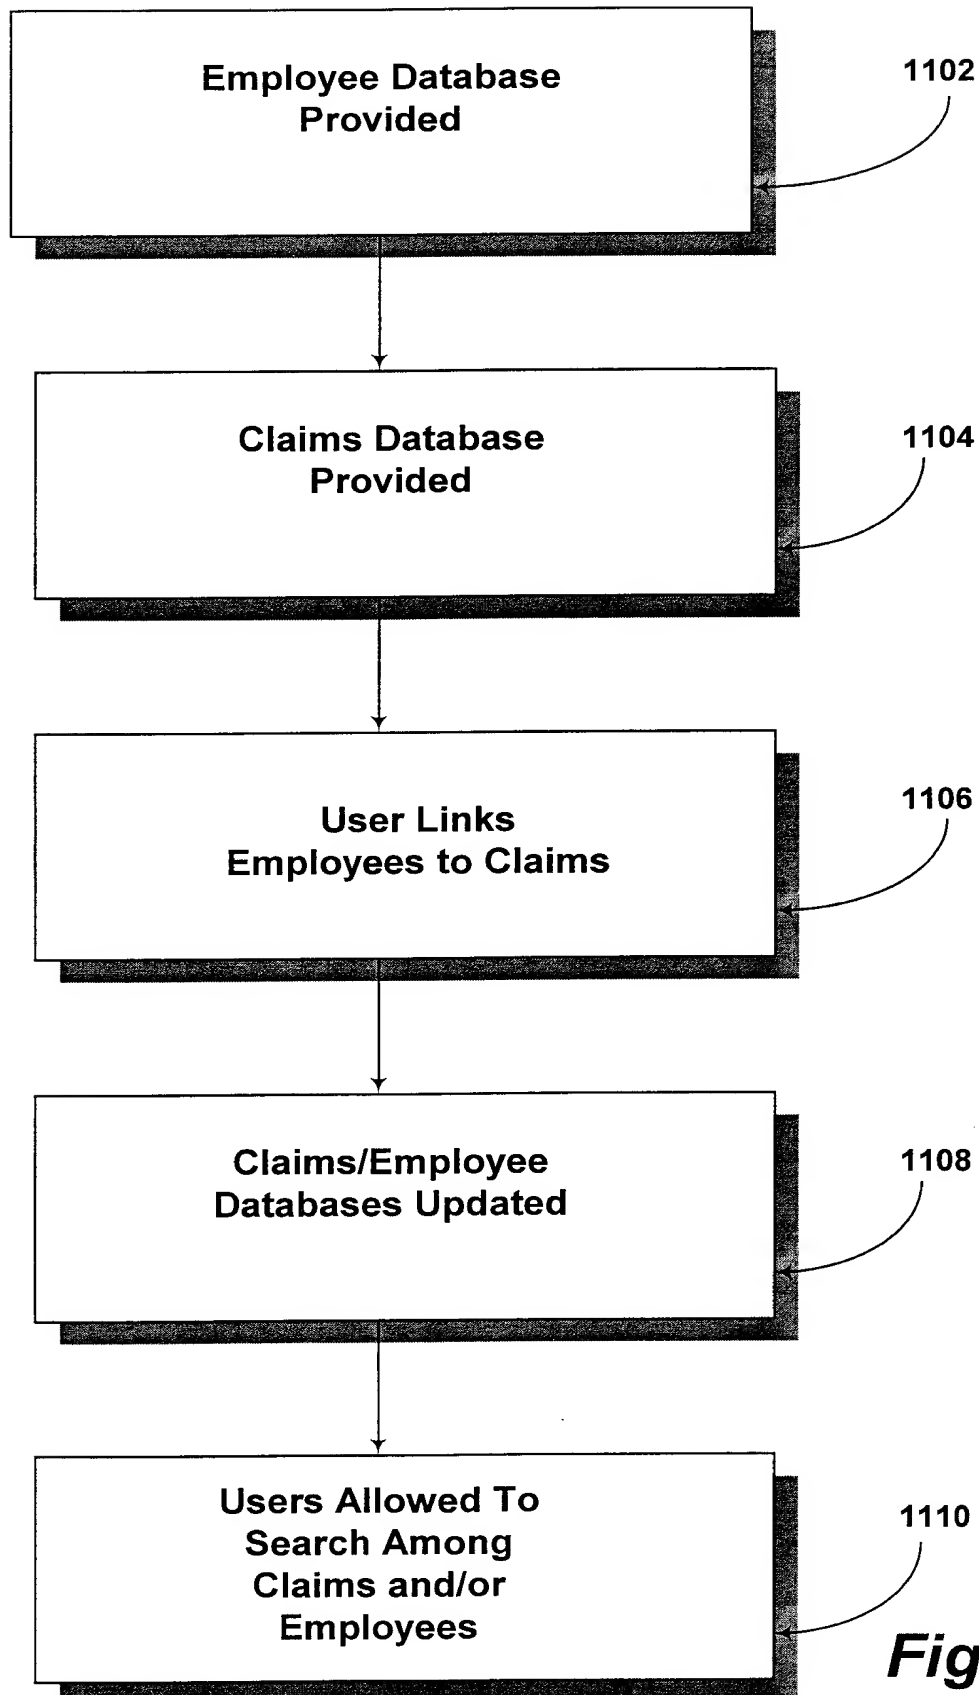 Employee Database
Provided
1102
Claims Database
Provided
1104
User Links
Employees to Claims
1106
Claims/Employee
Databases Updated
1108
Users Allowed To
Search Among
Claims and/or
Employees
1110
Fig